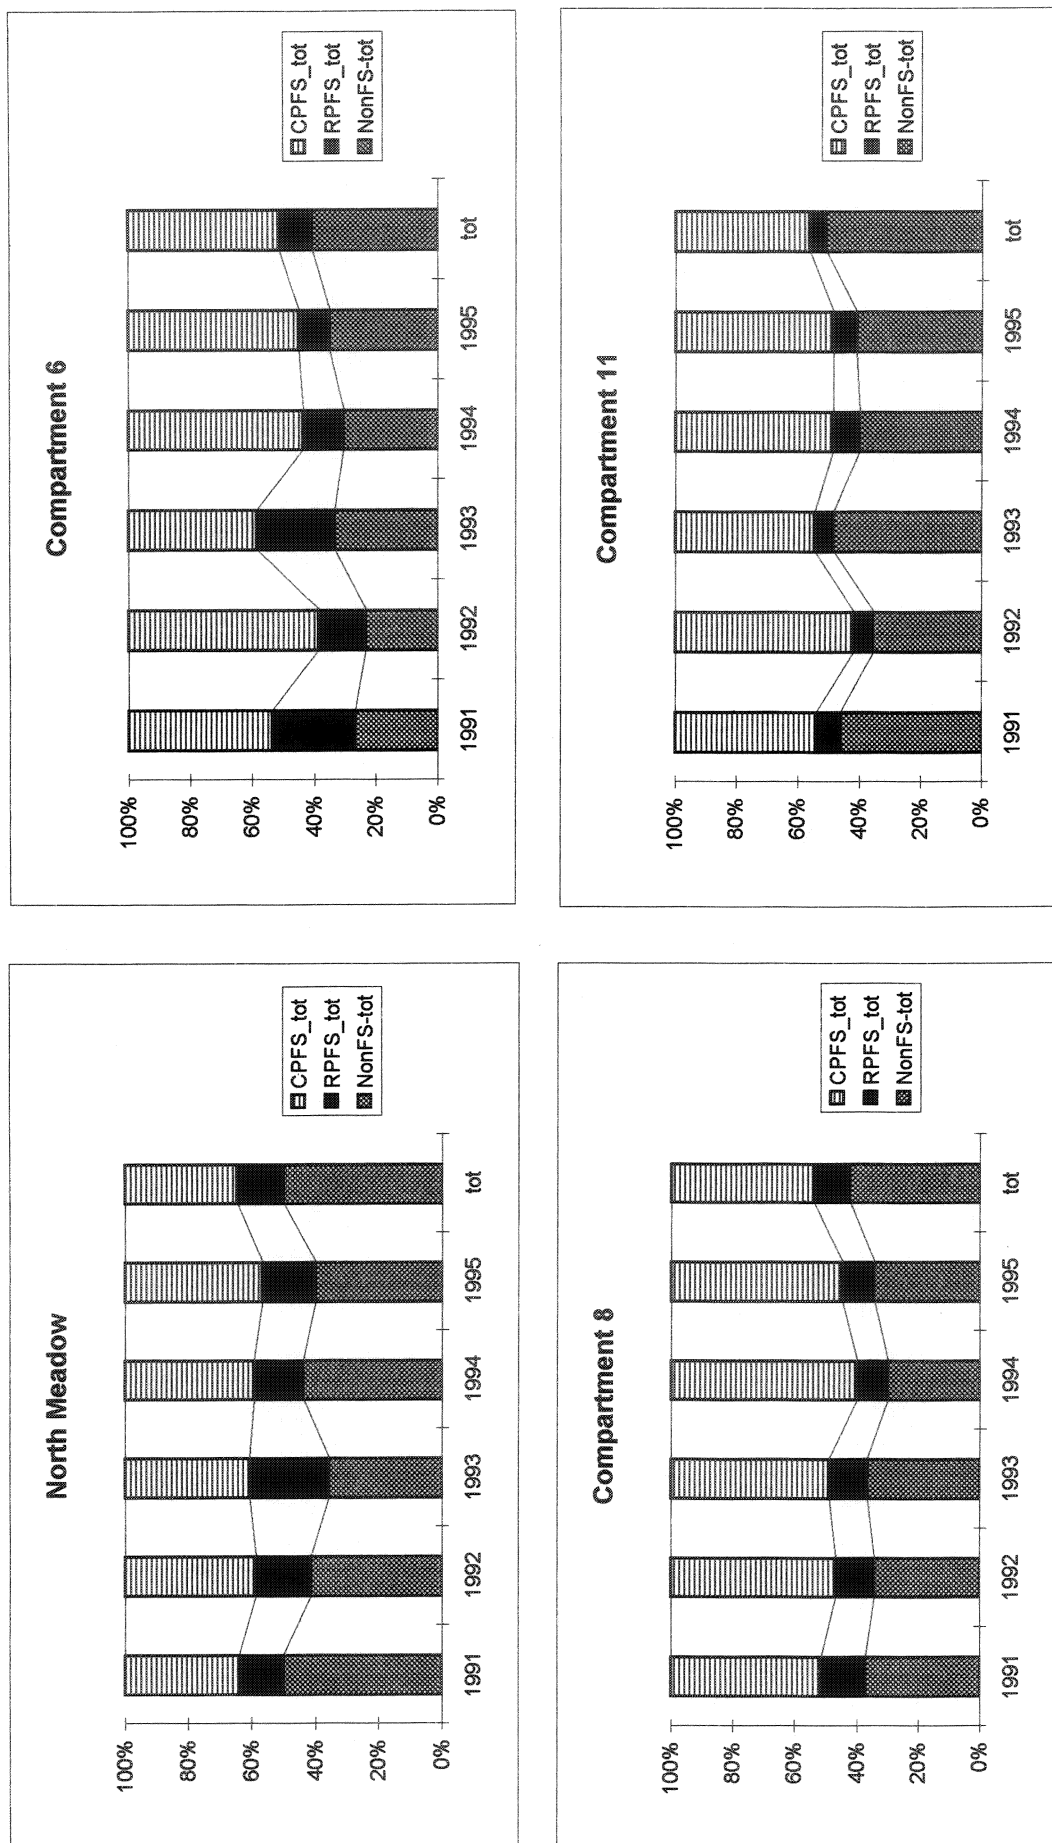 North Meadow
100%
80%
60%
40%
20%
0%
1991
1992
1993
1994
1995
tot
CPFS_tot
RPFS_tot
NonFS-tot
Compartment 6
100%
80%
60%
40%
20%
0%
1991
1992
1993
1994
1995
tot
CPFS_tot
RPFS_tot
NonFS-tot
Compartment 8
100%
80%
60%
40%
20%
0%
1991
1992
1993
1994
1995
tot
CPFS_tot
RPFS_tot
NonFS-tot
Compartment 11
100%
80%
60%
40%
20%
0%
1991
1992
1993
1994
1995
tot
CPFS_tot
RPFS_tot
NonFS-tot